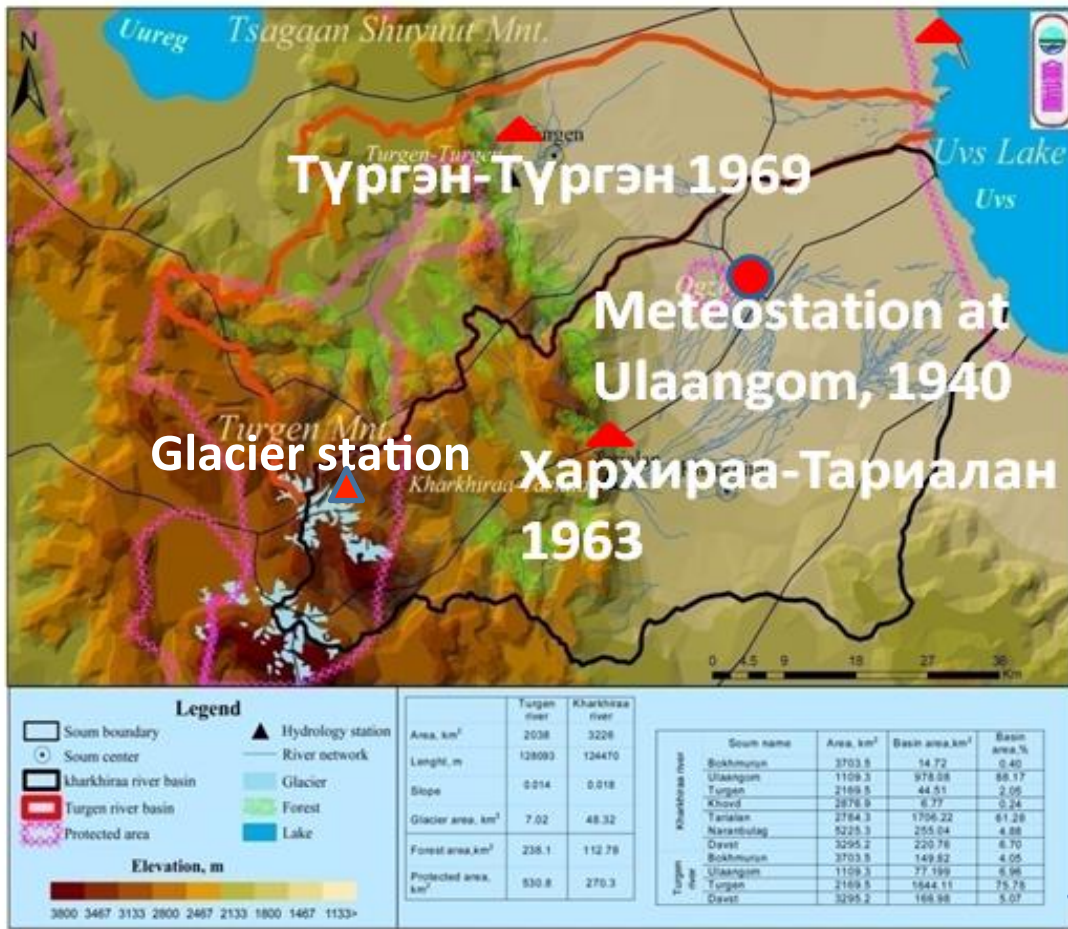 Uureg
Tsagaan Shuvuut Mnt.
N
Turgen
Turgen-Turgen
Түргэн-Түргэн 1969
Uvs Lake
Uvs
Meteostation at
Ulaangom, 1940
Turgen Mnt.
Glacier station
Хархираа-Тариалан
1963
0 4.5 9 18 27 36
Km
Legend
Soum boundary
Soum center
kharkhiraa river basin
Turgen river basin
Protected area
Hydrology station
River network
Glacier
Forest
Lake
Elevation, m
3800 3467 3133 2800 2467 2133 1800 1467 1133>
Turgen river Kharkhiraa river
Area, km² 2038 3226
Lenght, m 128093 124470
Slope 0.014 0.018
Glacier area, km² 7.02 48.32
Forest area,km² 236.1 112.78
Protected area, km² 530.8 270.3
Soum name Area, km² Basin area,km² Basin area,%
Kharkhiraa river
Bokhmurun 3703.5 14.72 0.40
Ulaangom 1109.3 978.08 88.17
Turgen 2169.5 44.51 2.05
Khovd 2876.9 6.77 0.24
Tarialan 2784.3 1706.22 61.28
Naranbulag 5225.3 255.04 4.88
Davst 3295.2 220.76 6.70
Turgen river
Bokhmurun 3703.5 149.82 4.05
Ulaangom 1109.3 77.199 6.96
Turgen 2169.5 1644.11 75.78
Davst 3295.2 166.98 5.07